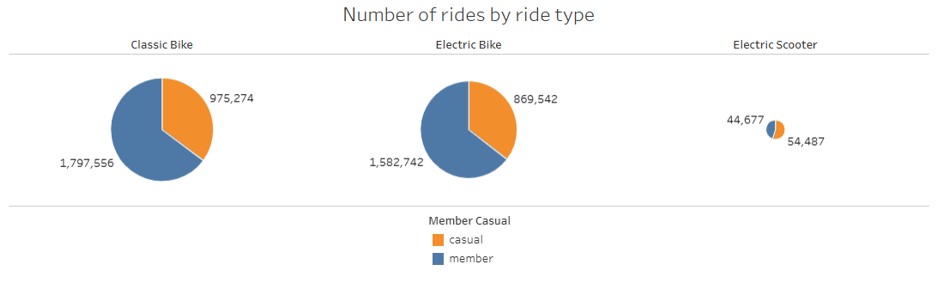 Number of rides by ride type
Classic Bike
Electric Bike
Electric Scooter
975,274
1,797,556
869,542
1,582,742
44,677
54,487
Member Casual
casual
member